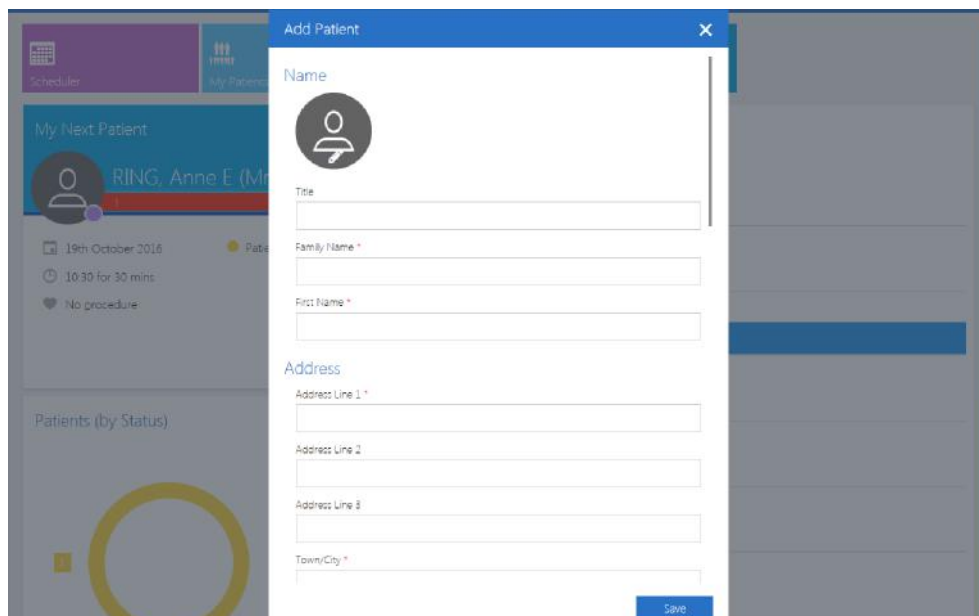 Add Patient
Scheduler
My Patients
Name
My Next Patient
RING, Anne E (Mr
Title
Family Name *
19th October 2016
10:30 for 30 mins
First Name *
No procedure
Address
Address Line 1 *
Patients (by Status)
Address Line 2
Address Line 3
Town/City *
Save